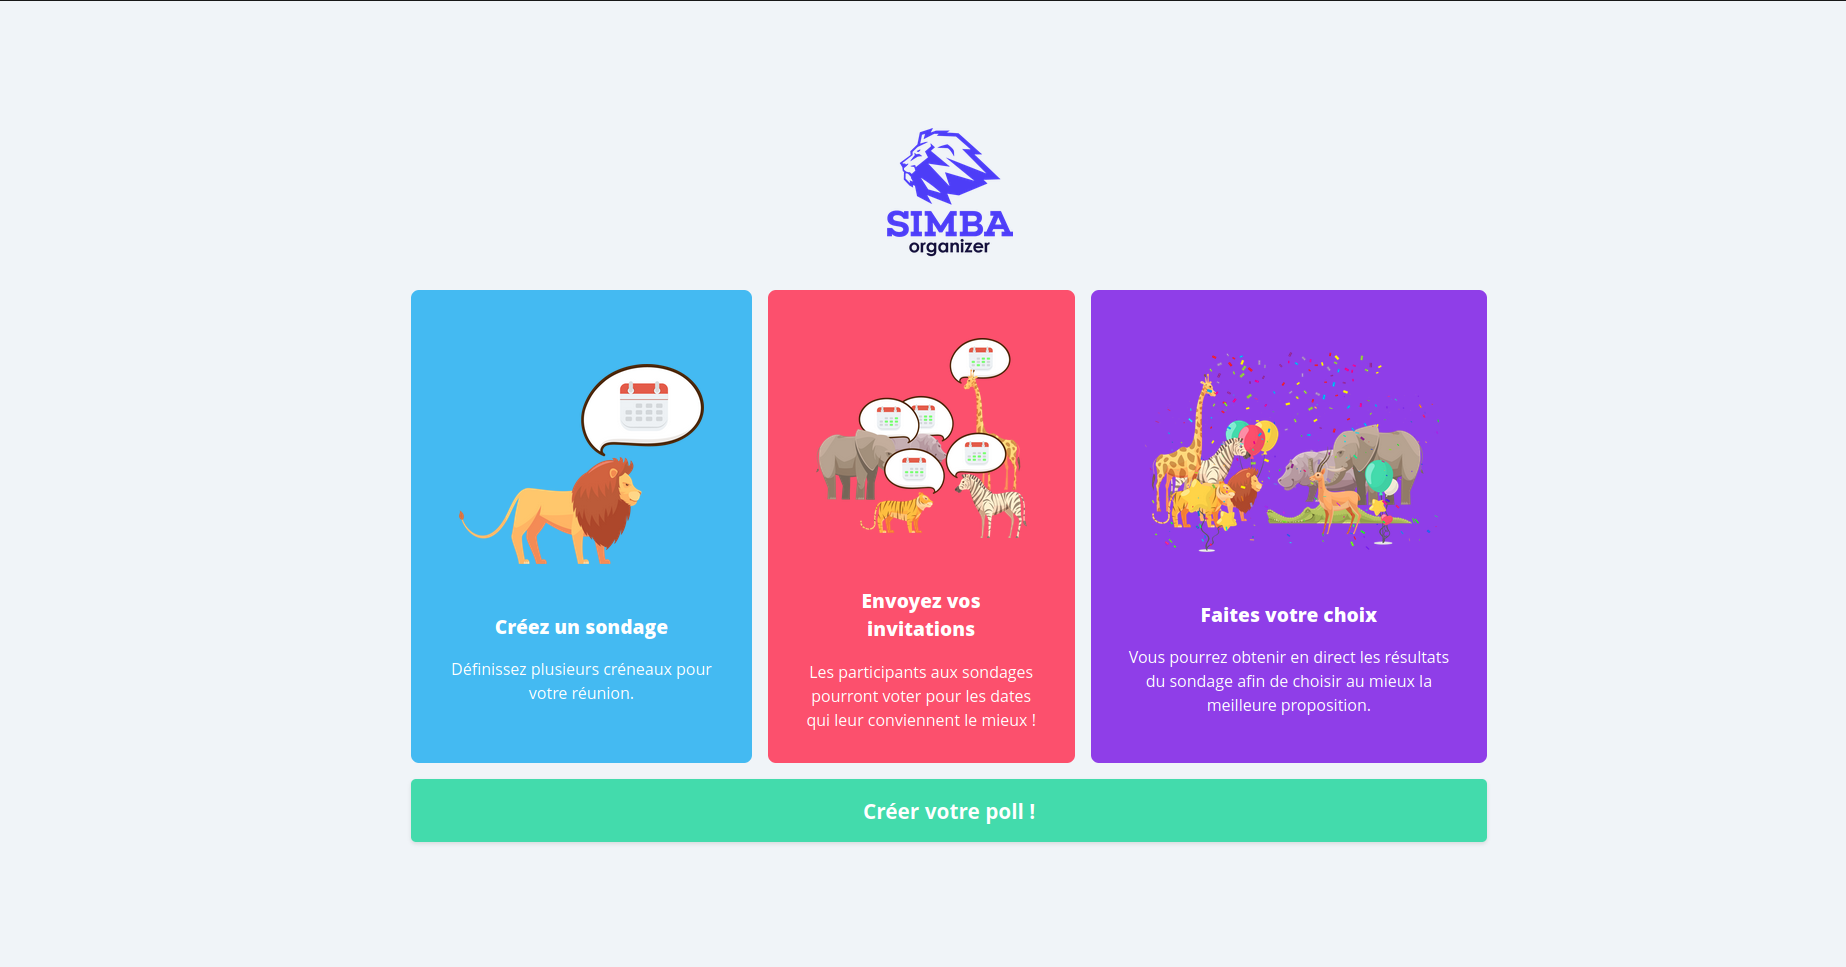 SIMBA
organizer
Créez un sondage
Définissez plusieurs créneaux pour
votre réunion.
Envoyez vos
invitations
Les participants aux sondages
pourront voter pour les dates
qui leur conviennent le mieux !
Faites votre choix
Vous pourrez obtenir en direct les résultats
du sondage afin de choisir au mieux la
meilleure proposition.
Créer votre poll !